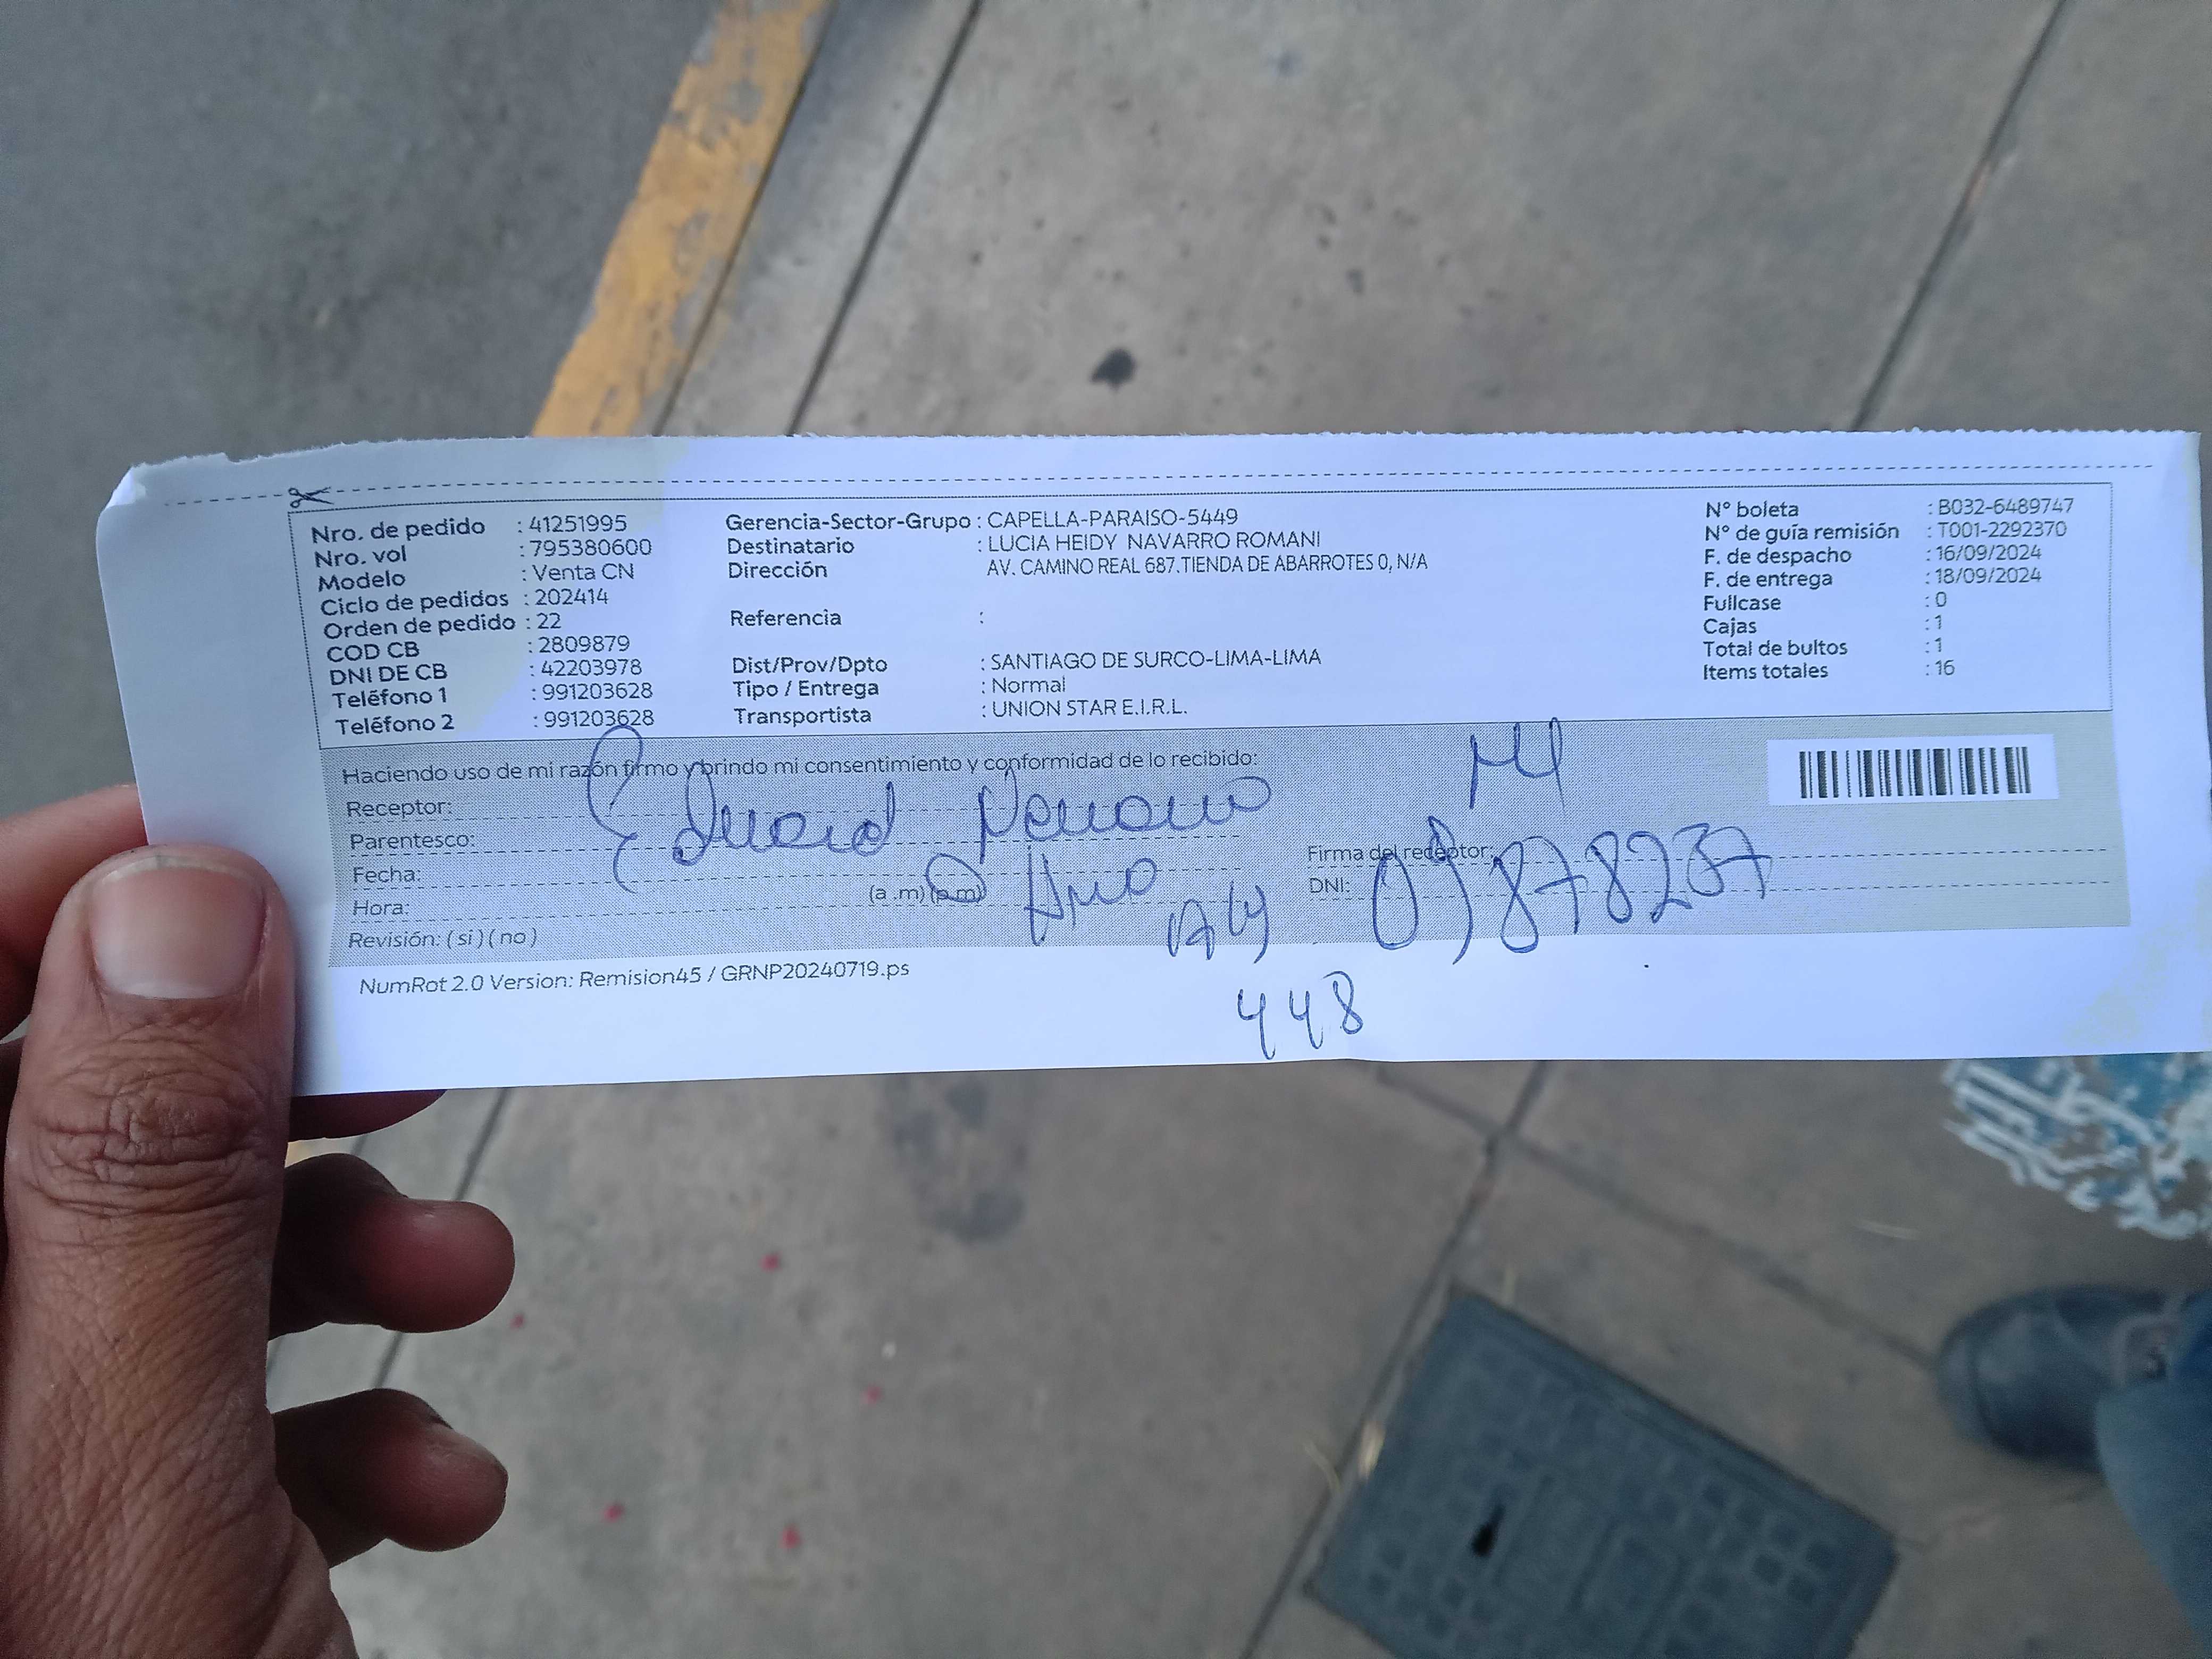 Nro. de pedido : 41251995
Nro. vol : 795380600
Modelo : Venta CN
Ciclo de pedidos : 202414
Orden de pedido : 22
COD CB : 2809879
DNI DE CB : 42203978
Teléfono 1 : 991203628
Teléfono 2 : 991203628
Gerencia-Sector-Grupo : CAPELLA-PARAISO-5449
Destinatario : LUCIA HEIDY NAVARRO ROMANI
Dirección AV. CAMINO REAL 687.TIENDA DE ABARROTES 0, N/A
Referencia :
Dist/Prov/Dpto : SANTIAGO DE SURCO-LIMA-LIMA
Tipo / Entrega : Normal
Transportista : UNION STAR E.I.R.L.
N° boleta : B032-6489747
N° de guía remisión : T001-2292370
F. de despacho : 16/09/2024
F. de entrega : 18/09/2024
Fullcase : 0
Cajas : 1
Total de bultos : 1
Items totales : 16
Haciendo uso de mi razón firmo y brindo mi consentimiento y conformidad de lo recibido:
Receptor: Eduard
Parentesco:
Fecha:
Hora: (a .m) (p.m)
Revisión: ( si ) ( no )
Firma del receptor:
DNI: 09878237
NumRot 2.0 Version: Remision45 / GRNP20240719.ps
448